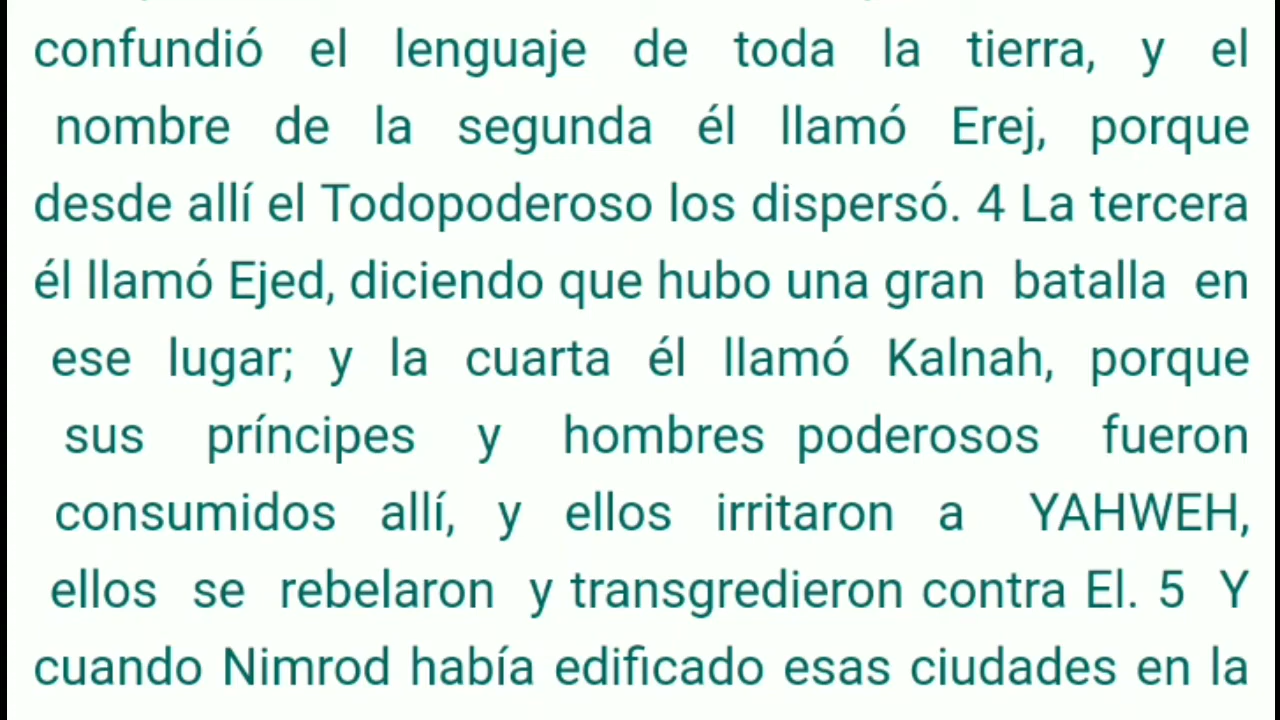 confundió el lenguaje de toda la tierra, y el
nombre de la segunda él llamó Erej, porque
desde allí el Todopoderoso los dispersó. 4 La tercera
él llamó Ejed, diciendo que hubo una gran batalla en
ese lugar; y la cuarta él llamó Kalnah, porque
sus príncipes y hombres poderosos fueron
consumidos allí, y ellos irritaron a YAHWEH,
ellos se rebelaron y transgredieron contra El. 5 Y
cuando Nimrod había edificado esas ciudades en la